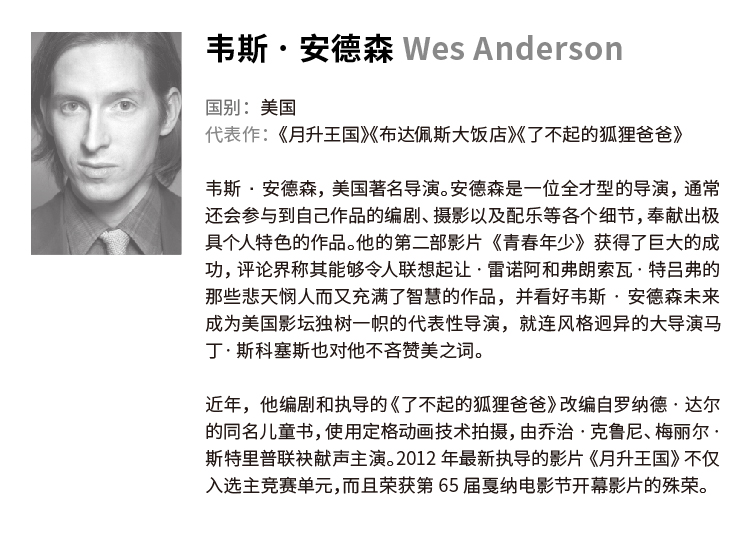 韦斯·安德森 Wes Anderson
国别：美国
代表作：《月升王国》《布达佩斯大饭店》《了不起的狐狸爸爸》
韦斯·安德森，美国著名导演。安德森是一位全才型的导演，通常
还会参与到自己作品的编剧、摄影以及配乐等各个细节，奉献出极
具个人特色的作品。他的第二部影片《青春年少》获得了巨大的成
功，评论界称其能够令人联想起让·雷诺阿和弗朗索瓦·特吕弗的
那些悲天悯人而又充满了智慧的作品，并看好韦斯·安德森未来
成为美国影坛独树一帜的代表性导演，就连风格迥异的大导演马
丁·斯科塞斯也对他不吝赞美之词。
近年，他编剧和执导的《了不起的狐狸爸爸》改编自罗纳德·达尔
的同名儿童书，使用定格动画技术拍摄，由乔治·克鲁尼、梅丽尔·
斯特里普联袂献声主演。2012 年最新执导的影片《月升王国》不仅
入选主竞赛单元，而且荣获第 65 届戛纳电影节开幕影片的殊荣。